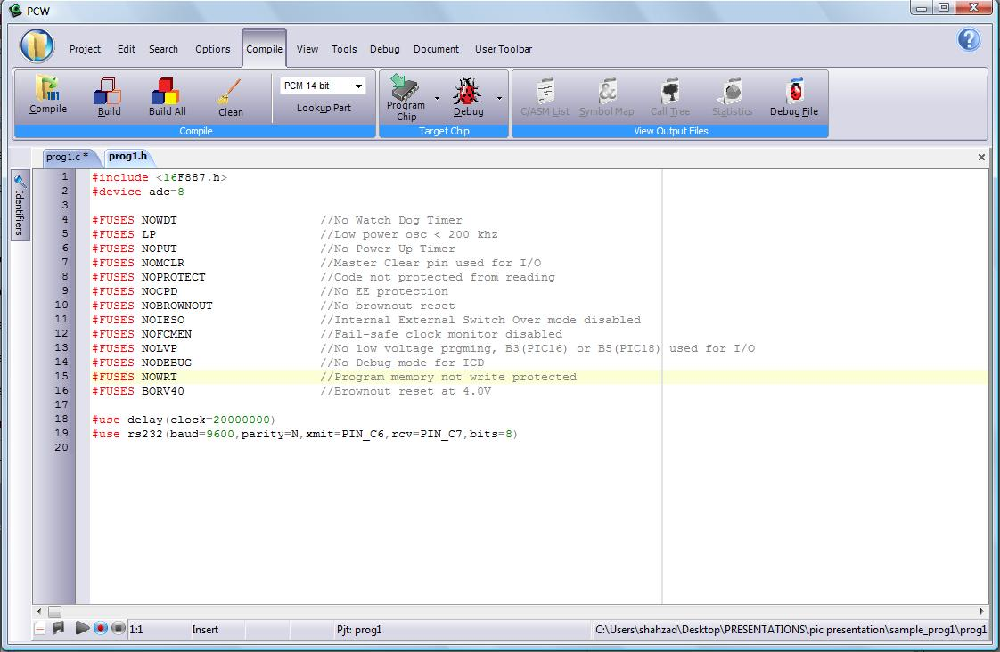 PCW
Project Edit Search Options Compile View Tools Debug Document User Toolbar
Compile Build Build All Clean PCM 14 bit Lookup Part Program Chip Debug C/ASM List Symbol Map Call Tree Statistics Debug File
Compile Target Chip View Output Files
prog1.c * prog1.h
Identifiers
1 #include <16F887.h>
2 #device adc=8
3
4 #FUSES NOWDT //No Watch Dog Timer
5 #FUSES LP //Low power osc < 200 khz
6 #FUSES NOPUT //No Power Up Timer
7 #FUSES NOMCLR //Master Clear pin used for I/O
8 #FUSES NOPROTECT //Code not protected from reading
9 #FUSES NOCPD //No EE protection
10 #FUSES NOBROWNOUT //No brownout reset
11 #FUSES NOIESO //Internal External Switch Over mode disabled
12 #FUSES NOFCMEN //Fail-safe clock monitor disabled
13 #FUSES NOLVP //No low voltage prgming, B3(PIC16) or B5(PIC18) used for I/O
14 #FUSES NODEBUG //No Debug mode for ICD
15 #FUSES NOWRT //Program memory not write protected
16 #FUSES BORV40 //Brownout reset at 4.0V
17
18 #use delay(clock=20000000)
19 #use rs232(baud=9600,parity=N,xmit=PIN_C6,rcv=PIN_C7,bits=8)
20
1:1 Insert Pjt: prog1 C:\Users\shahzad\Desktop\PRESENTATIONS\pic presentation\sample_prog1\prog1